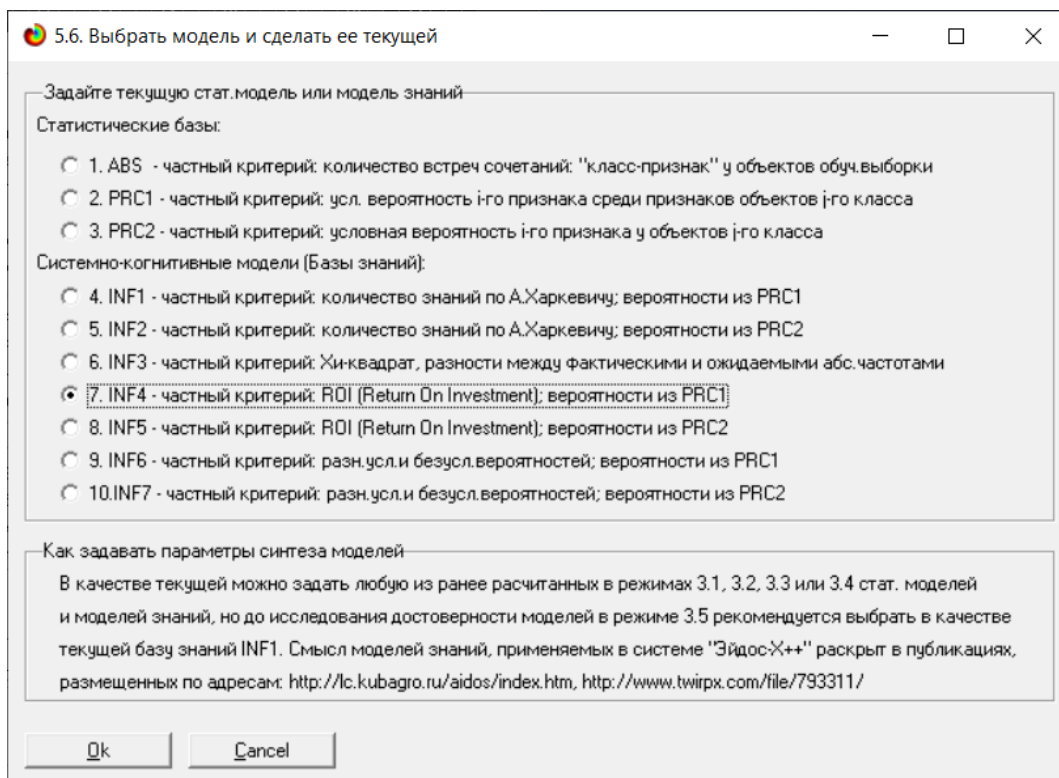 5.6. Выбрать модель и сделать ее текущей
Задайте текущую стат.модель или модель знаний
Статистические базы:
1. ABS - частный критерий: количество встреч сочетаний: "класс-признак" у объектов обуч.выборки
2. PRC1 - частный критерий: усл. вероятность i-го признака среди признаков объектов j-го класса
3. PRC2 - частный критерий: условная вероятность i-го признака у объектов j-го класса
Системно-когнитивные модели (Базы знаний):
4. INF1 - частный критерий: количество знаний по А.Харкевичу; вероятности из PRC1
5. INF2 - частный критерий: количество знаний по А.Харкевичу; вероятности из PRC2
6. INF3 - частный критерий: Хи-квадрат, разности между фактическими и ожидаемыми абс.частотами
7. INF4 - частный критерий: ROI (Return On Investment); вероятности из PRC1
8. INF5 - частный критерий: ROI (Return On Investment); вероятности из PRC2
9. INF6 - частный критерий: разн.усл.и безусл.вероятностей; вероятности из PRC1
10.INF7 - частный критерий: разн.усл.и безусл.вероятностей; вероятности из PRC2
Как задавать параметры синтеза моделей
В качестве текущей можно задать любую из ранее расчитанных в режимах 3.1, 3.2, 3.3 или 3.4 стат. моделей
и моделей знаний, но до исследования достоверности моделей в режиме 3.5 рекомендуется выбрать в качестве
текущей базу знаний INF1. Смысл моделей знаний, применяемых в системе "Эйдос-Х++" раскрыт в публикациях,
размещенных по адресам: http://lc.kubagro.ru/aidos/index.htm, http://www.twirpx.com/file/793311/
Ok Cancel